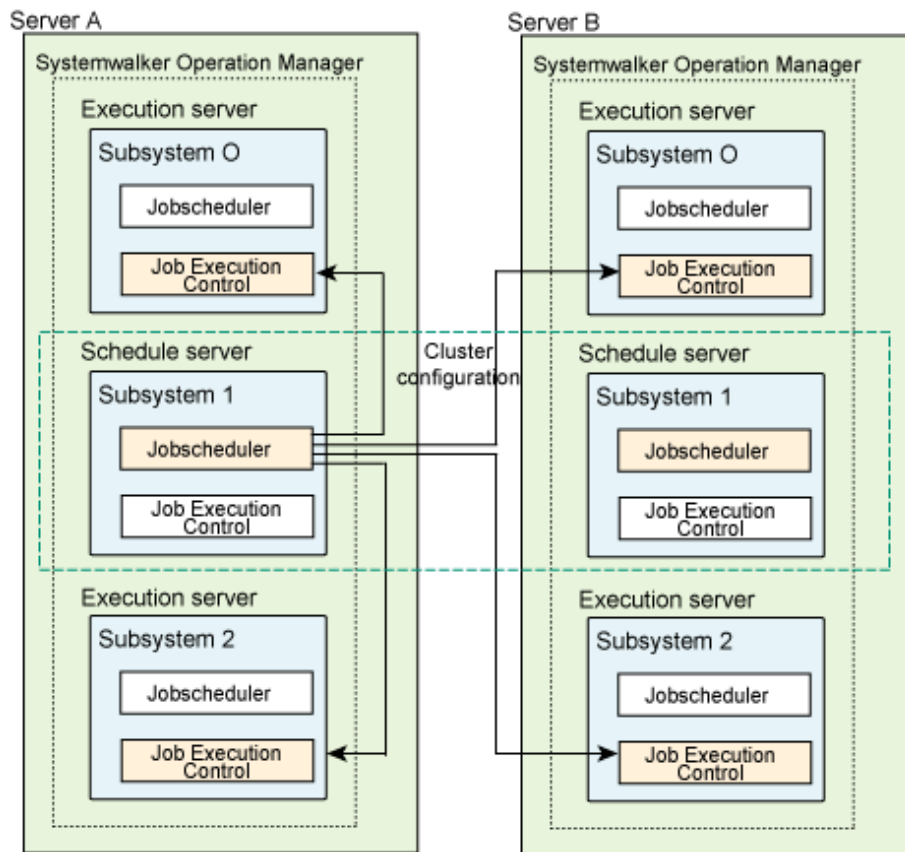 Server A
Systemwalker Operation Manager
Execution server
Subsystem O
Jobscheduler
Job Execution
Control
Schedule server
Subsystem 1
Jobscheduler
Job Execution
Control
Execution server
Subsystem 2
Jobscheduler
Job Execution
Control
Cluster
configuration
Server B
Systemwalker Operation Manager
Execution server
Subsystem O
Jobscheduler
Job Execution
Control
Schedule server
Subsystem 1
Jobscheduler
Job Execution
Control
Execution server
Subsystem 2
Jobscheduler
Job Execution
Control